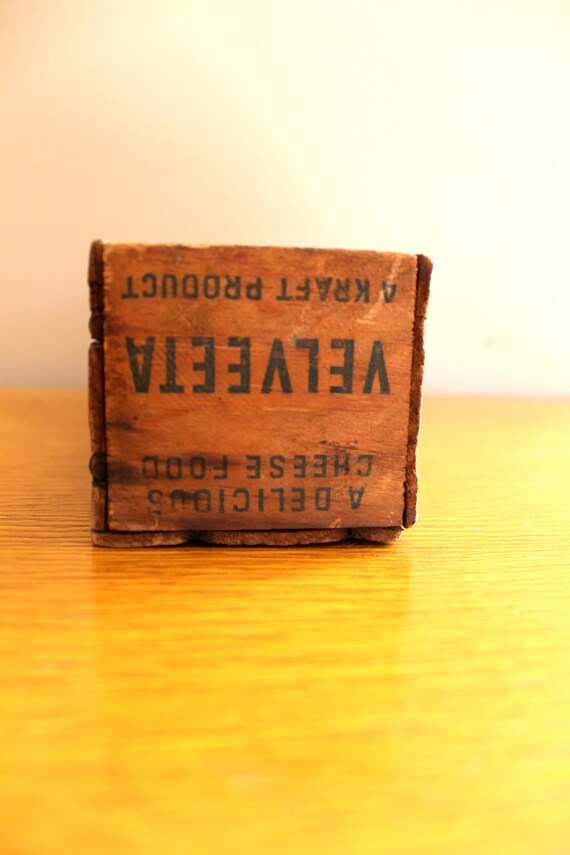 A DELICIOUS
CHEESE FOOD
VELVEETA
A KRAFT PRODUCT